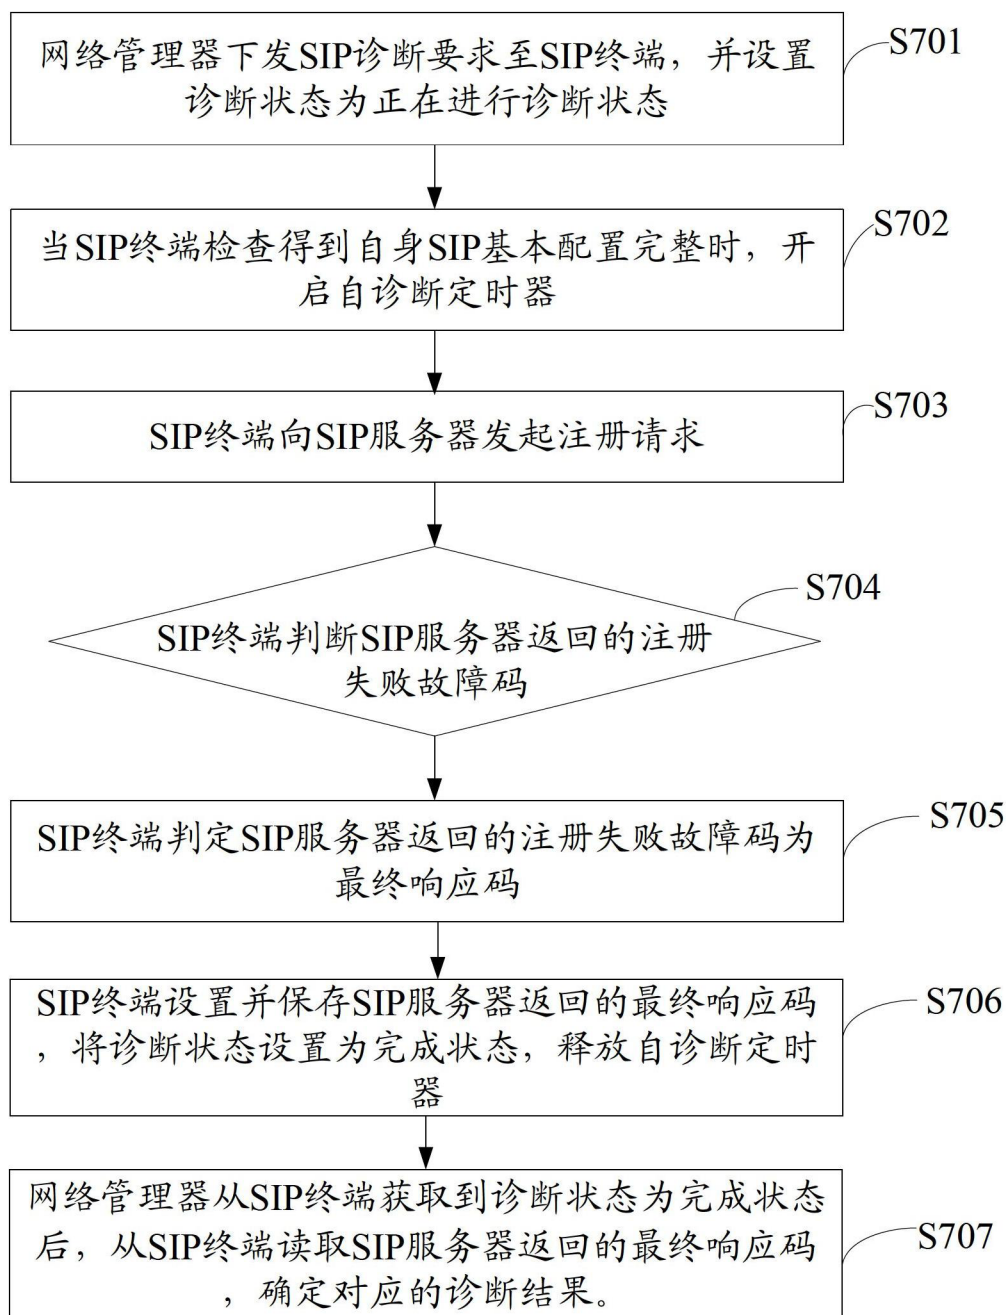 网络管理器下发SIP诊断要求至SIP终端，并设置
诊断状态为正在进行诊断状态
S701
当SIP终端检查得到自身SIP基本配置完整时，开
启自诊断定时器
S702
SIP终端向SIP服务器发起注册请求
S703
SIP终端判断SIP服务器返回的注册
失败故障码
S704
SIP终端判定SIP服务器返回的注册失败故障码为
最终响应码
S705
SIP终端设置并保存SIP服务器返回的最终响应码
，将诊断状态设置为完成状态，释放自诊断定时
器
S706
网络管理器从SIP终端获取到诊断状态为完成状态
后，从SIP终端读取SIP服务器返回的最终响应码
，确定对应的诊断结果。
S707